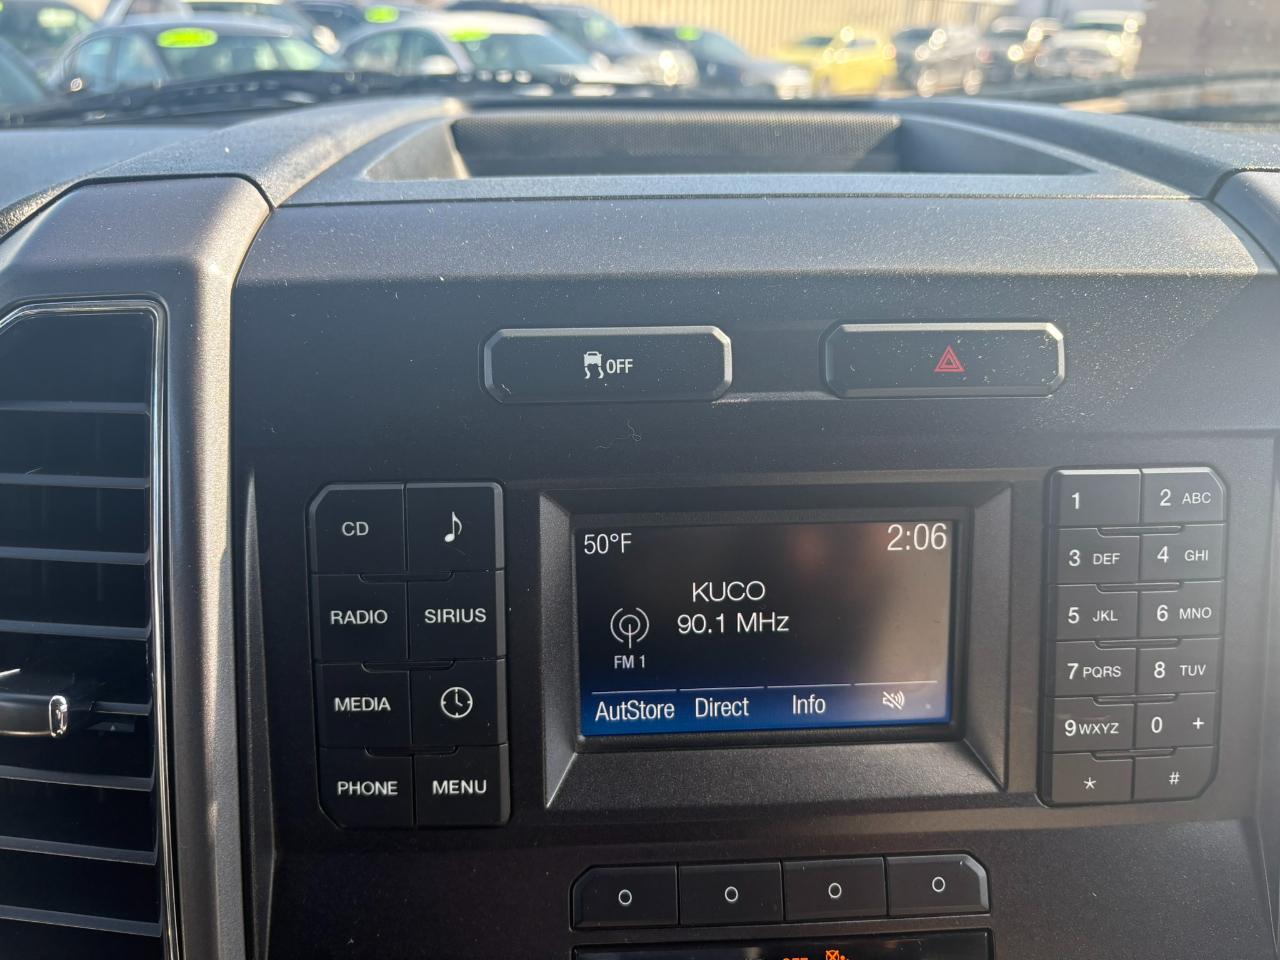 OFF
CD
RADIO
SIRIUS
MEDIA
PHONE
MENU
50°F
2:06
KUCO
90.1 MHz
FM 1
AutStore
Direct
Info
1
2 ABC
3 DEF
4 GHI
5 JKL
6 MNO
7 PQRS
8 TUV
9 WXYZ
0 +
*
#